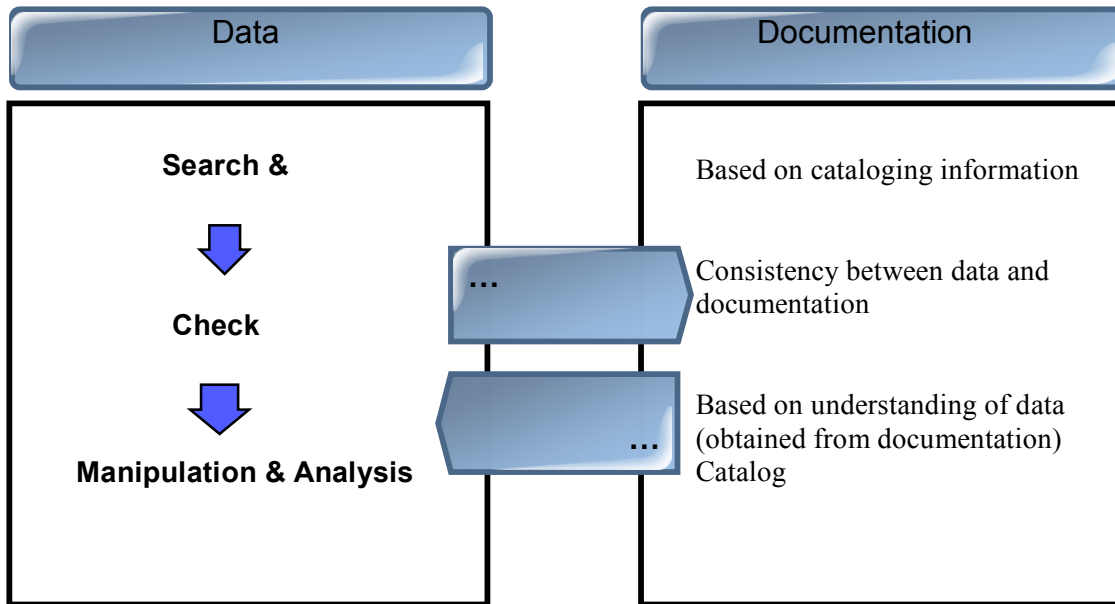 Data
Documentation
Search &
Check
Manipulation & Analysis
...
...
Based on cataloging information
Consistency between data and
documentation
Based on understanding of data
(obtained from documentation)
Catalog